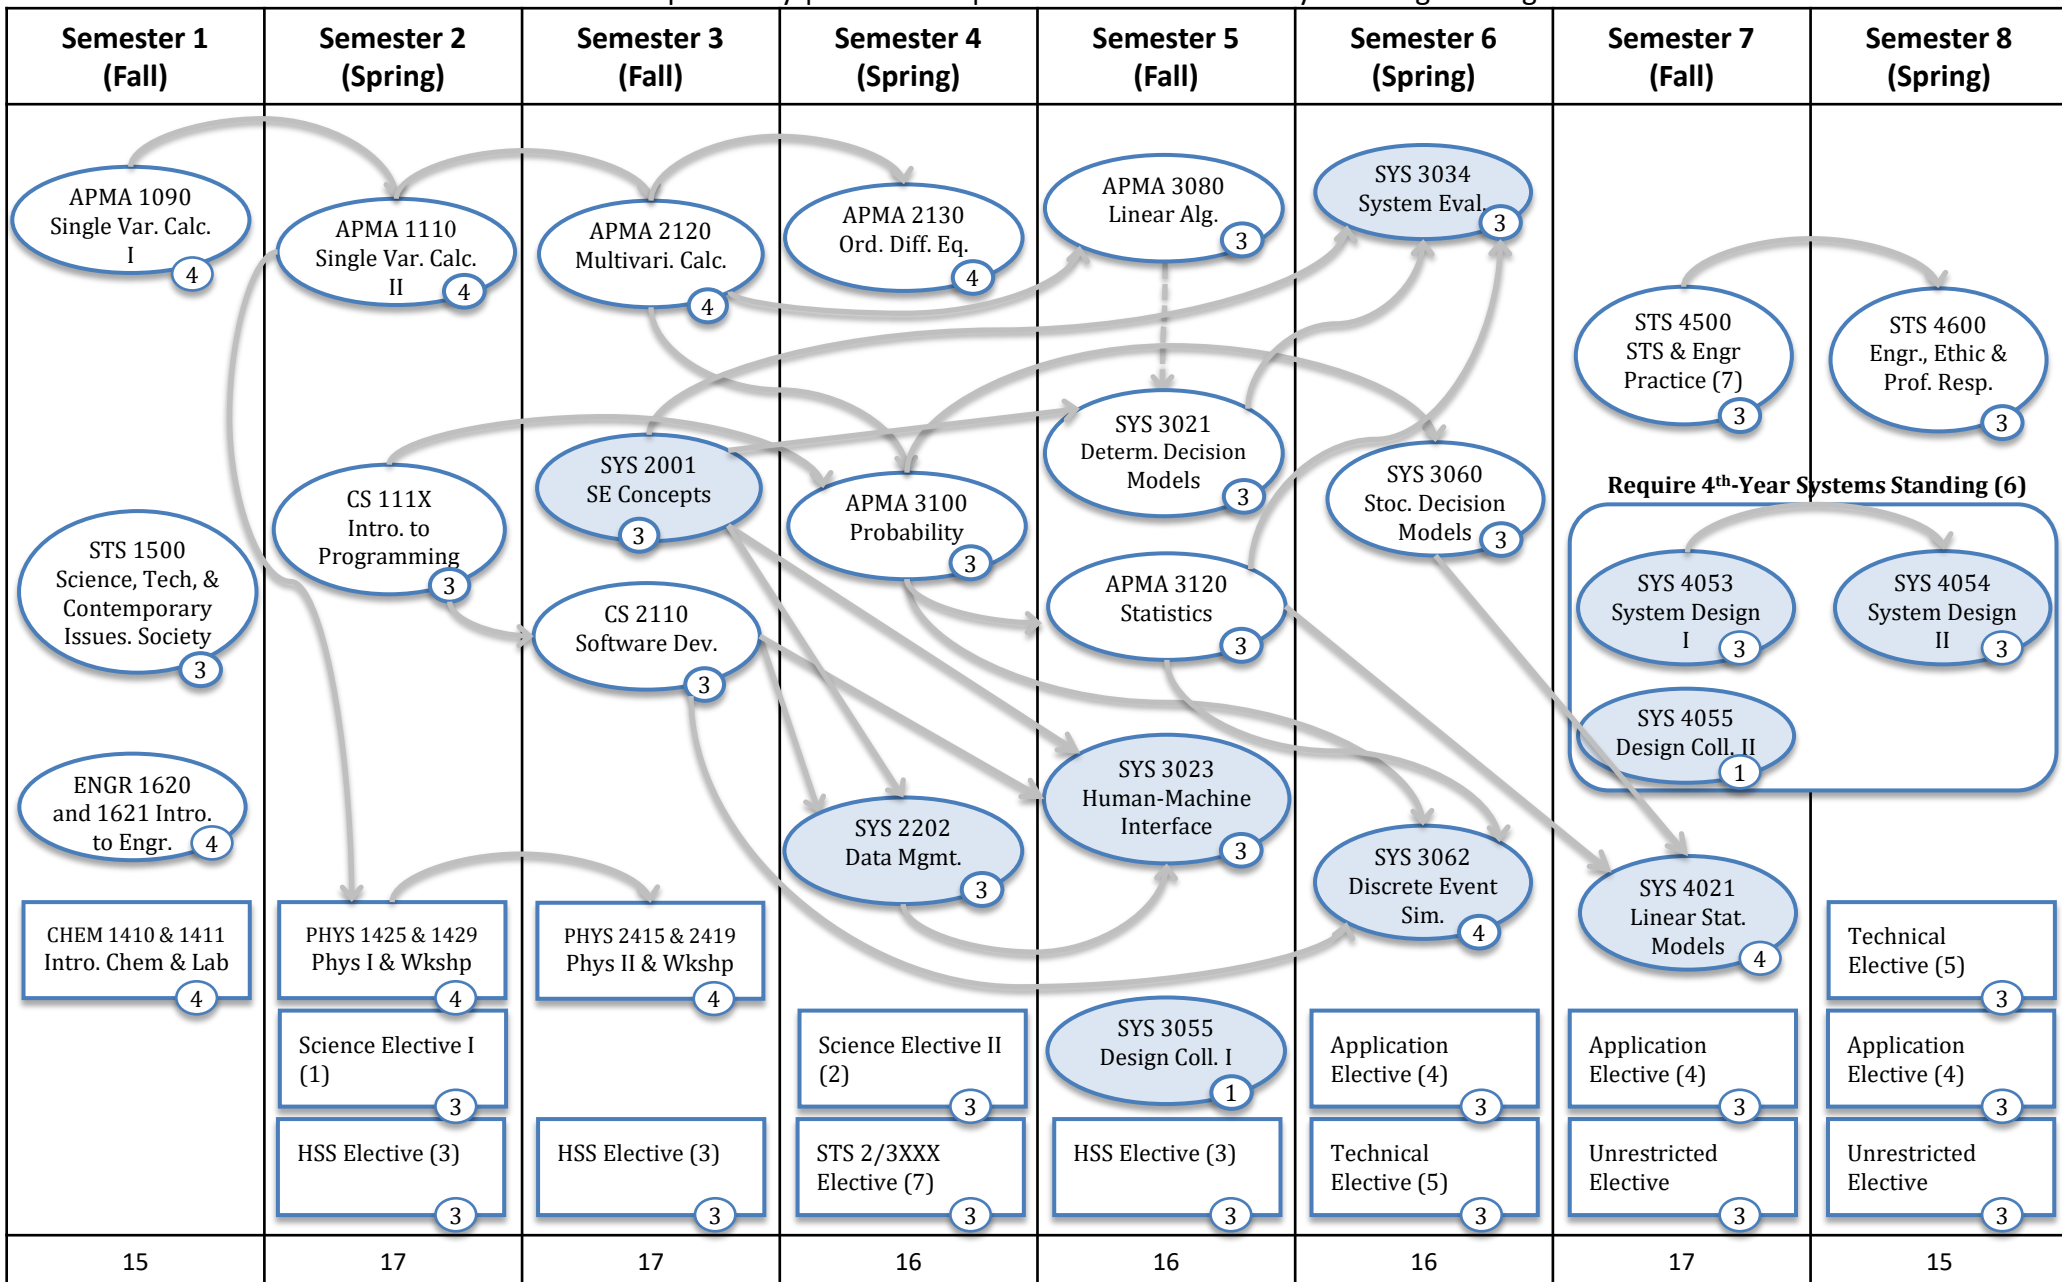 Semester 1
(Fall)
Semester 2
(Spring)
Semester 3
(Fall)
Semester 4
(Spring)
Semester 5
(Fall)
Semester 6
(Spring)
Semester 7
(Fall)
Semester 8
(Spring)
APMA 1090
Single Var. Calc.
I
4
STS 1500
Science, Tech, &
Contemporary
Issues. Society
3
ENGR 1620
and 1621 Intro.
to Engr.
4
CHEM 1410 & 1411
Intro. Chem & Lab
4
15
APMA 1110
Single Var. Calc.
II
4
CS 111X
Intro. to
Programming
3
PHYS 1425 & 1429
Phys I & Wkshp
4
Science Elective I
(1)
3
HSS Elective (3)
3
17
APMA 2120
Multivari. Calc.
4
SYS 2001
SE Concepts
3
CS 2110
Software Dev.
3
PHYS 2415 & 2419
Phys II & Wkshp
4
HSS Elective (3)
3
17
APMA 2130
Ord. Diff. Eq.
4
APMA 3100
Probability
3
SYS 2202
Data Mgmt.
3
Science Elective II
(2)
3
STS 2/3XXX
Elective (7)
3
16
APMA 3080
Linear Alg.
3
SYS 3021
Determ. Decision
Models
3
APMA 3120
Statistics
3
SYS 3023
Human-Machine
Interface
3
SYS 3055
Design Coll. I
1
HSS Elective (3)
3
16
SYS 3034
System Eval.
3
SYS 3060
Stoc. Decision
Models
3
SYS 3062
Discrete Event
Sim.
4
Application
Elective (4)
3
Technical
Elective (5)
3
16
STS 4500
STS & Engr
Practice (7)
3
Require 4th-Year Systems Standing (6)
SYS 4053
System Design
I
3
SYS 4055
Design Coll. II
1
SYS 4021
Linear Stat.
Models
4
Application
Elective (4)
3
Unrestricted
Elective
3
17
STS 4600
Engr., Ethic &
Prof. Resp.
3
SYS 4054
System Design
II
3
Technical
Elective (5)
3
Application
Elective (4)
3
Unrestricted
Elective
3
15